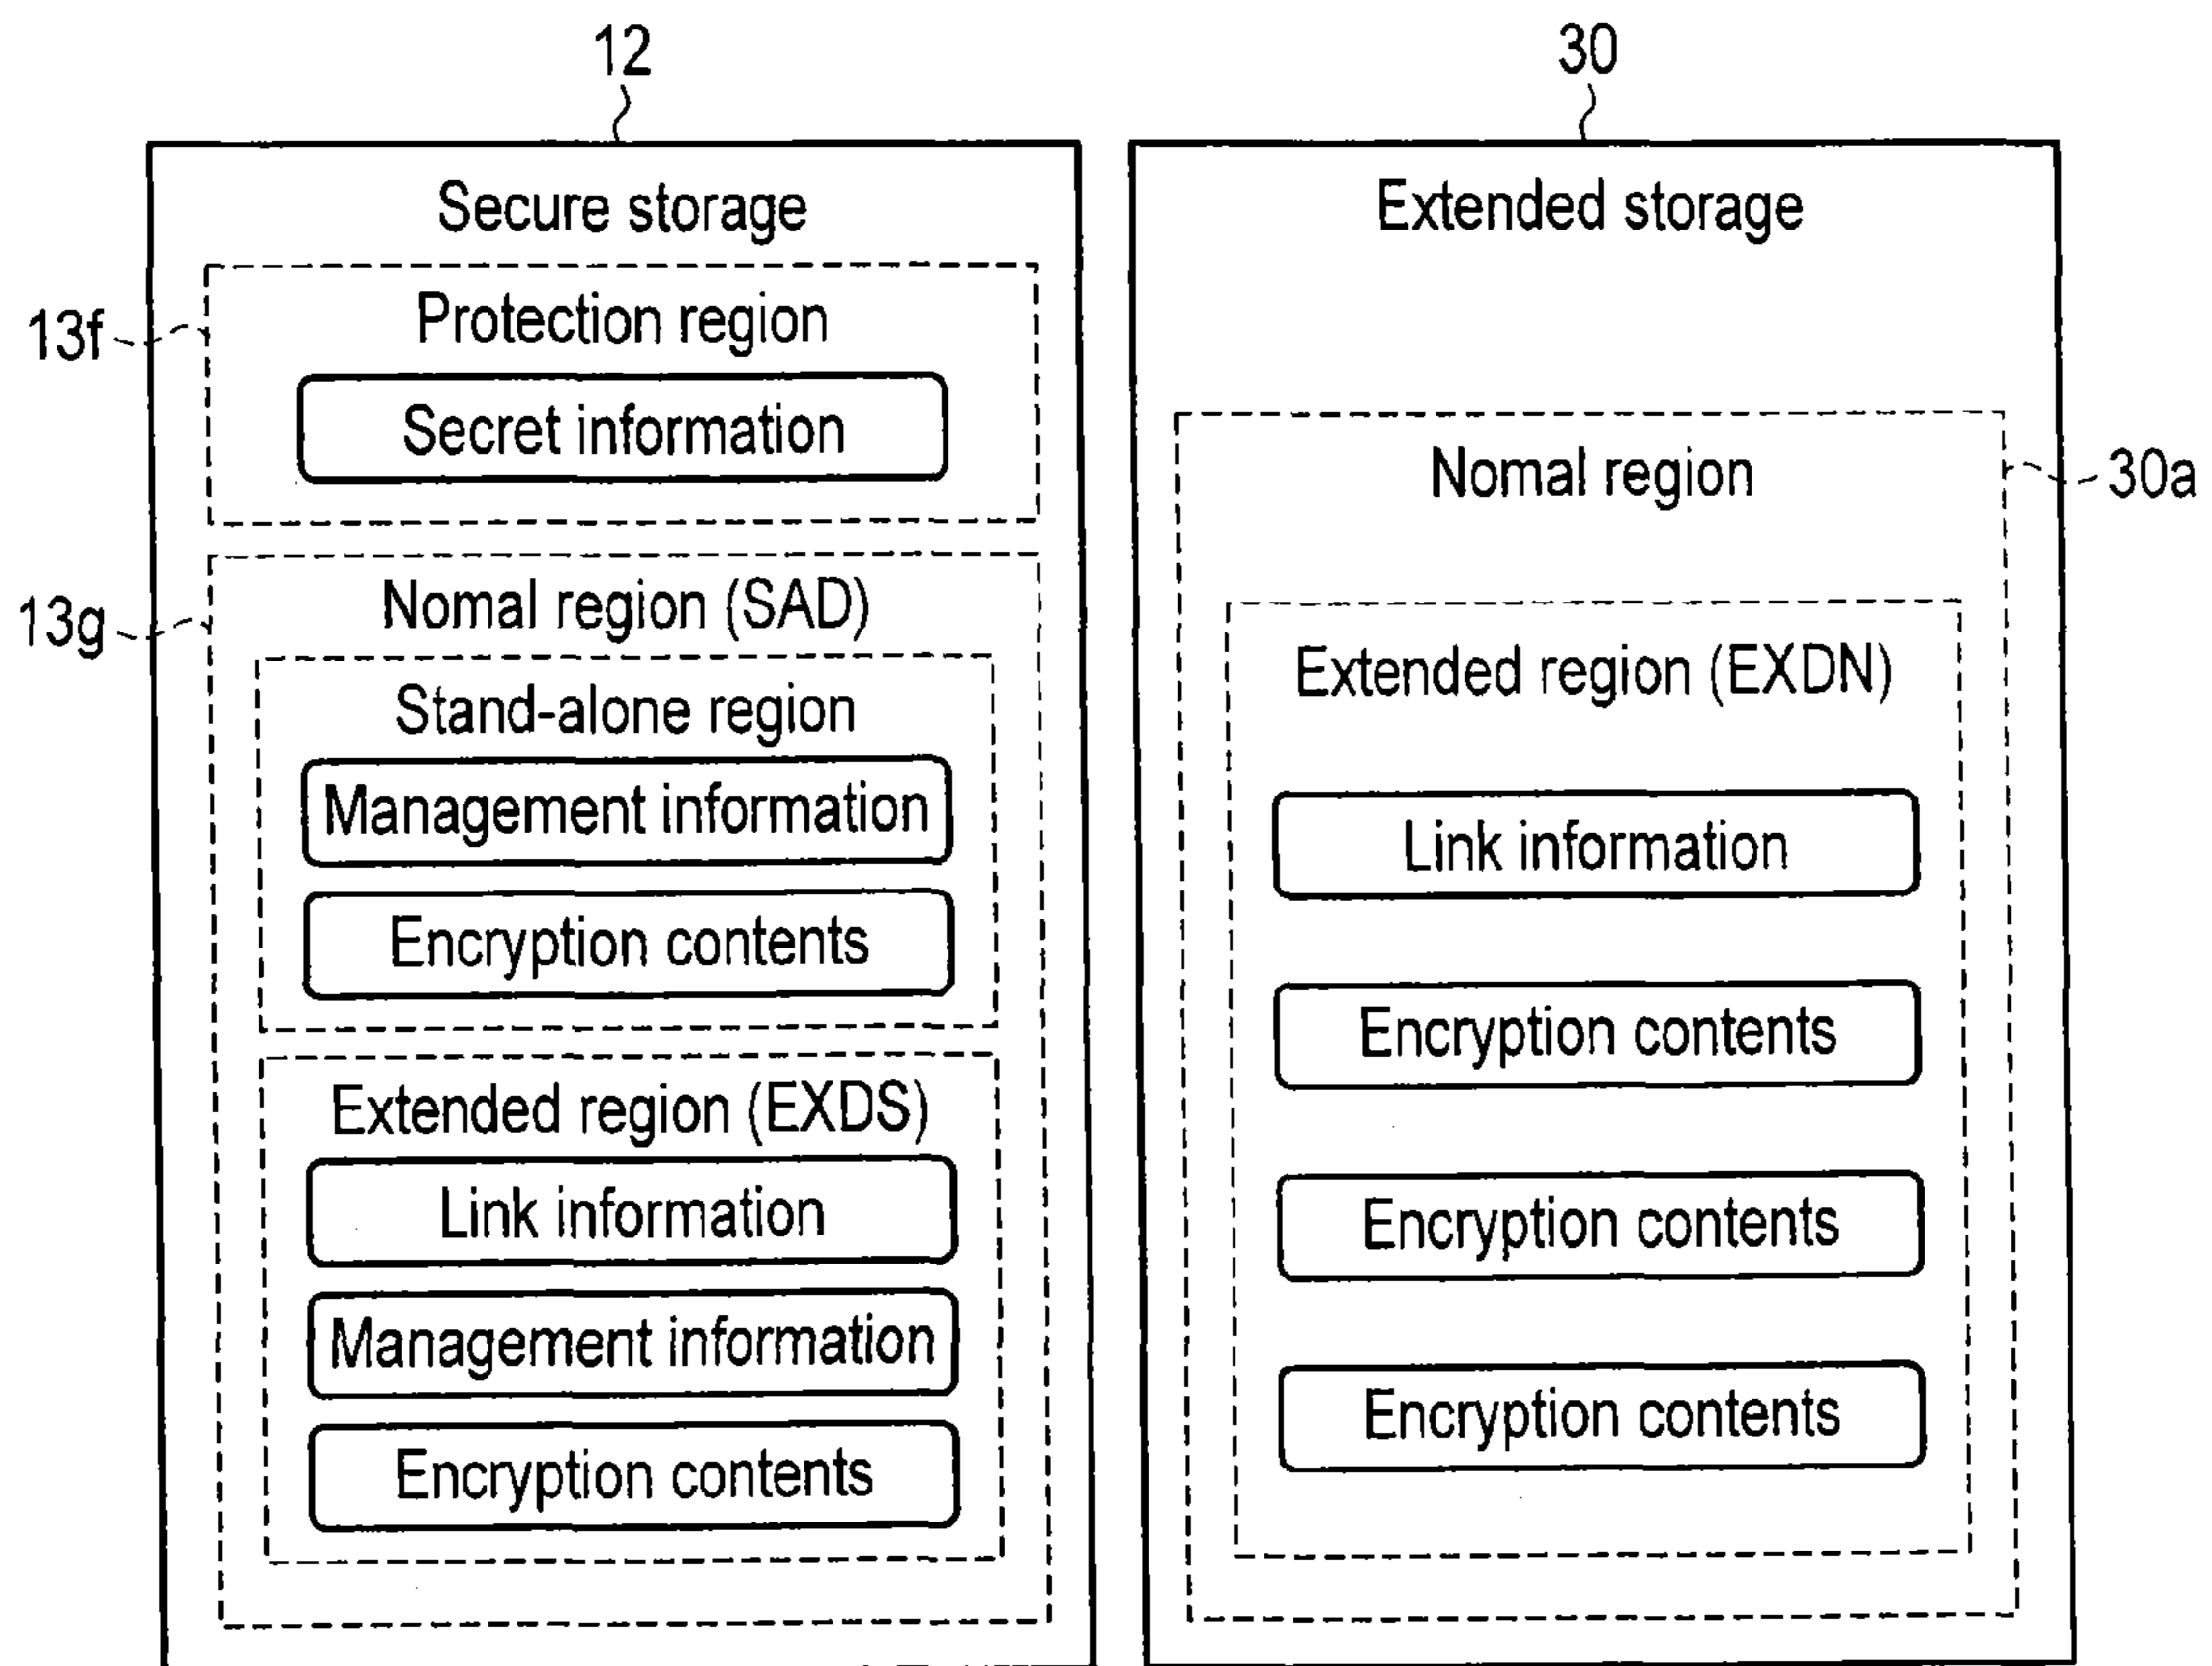 12
Secure storage
13f
Protection region
Secret information
13g
Nomal region (SAD)
Stand-alone region
Management information
Encryption contents
Extended region (EXDS)
Link information
Management information
Encryption contents
30
Extended storage
Nomal region
30a
Extended region (EXDN)
Link information
Encryption contents
Encryption contents
Encryption contents